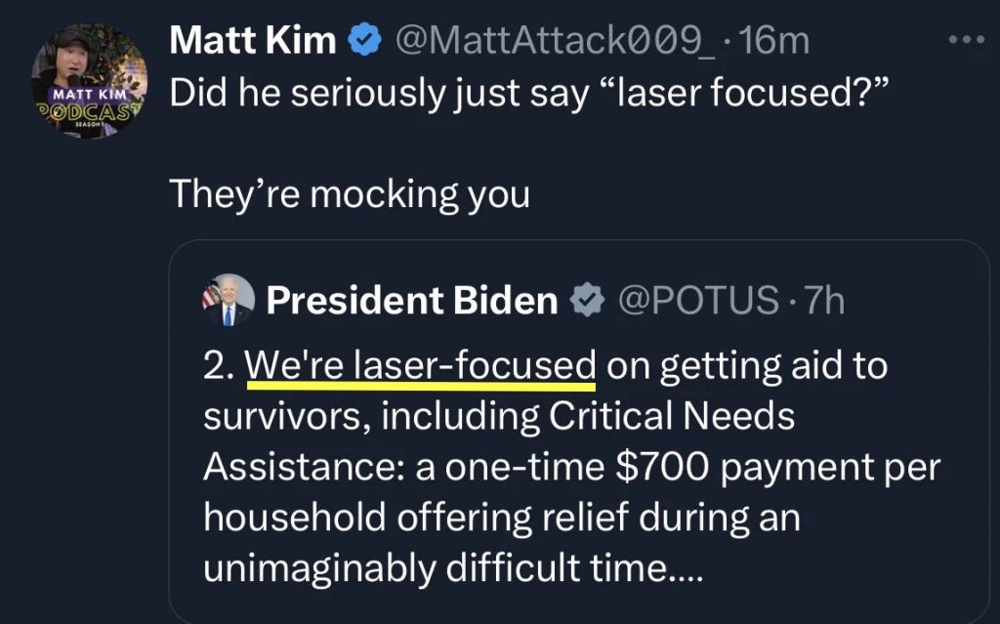 Matt Kim @MattAttack009_ · 16m
Did he seriously just say “laser focused?”
They’re mocking you
MATT KIM
PODCAST
SEASON 1
President Biden @POTUS · 7h
2. We're laser-focused on getting aid to
survivors, including Critical Needs
Assistance: a one-time $700 payment per
household offering relief during an
unimaginably difficult time....